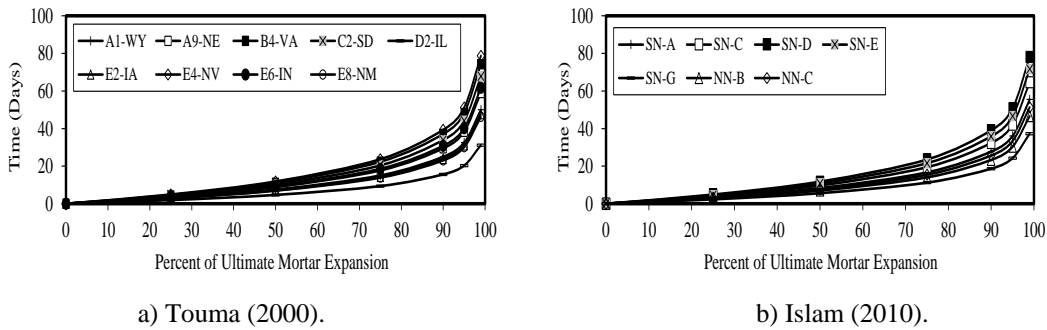 100
80
60
40
20
0
Time (Days)
A1-WY A9-NE B4-VA C2-SD D2-IL
E2-IA E4-NV E6-IN E8-NM
0 10 20 30 40 50 60 70 80 90 100
Percent of Ultimate Mortar Expansion
a) Touma (2000).
100
80
60
40
20
0
Time (Days)
SN-A SN-C SN-D SN-E
SN-G NN-B NN-C
0 10 20 30 40 50 60 70 80 90 100
Percent of Ultimate Mortar Expansion
b) Islam (2010).